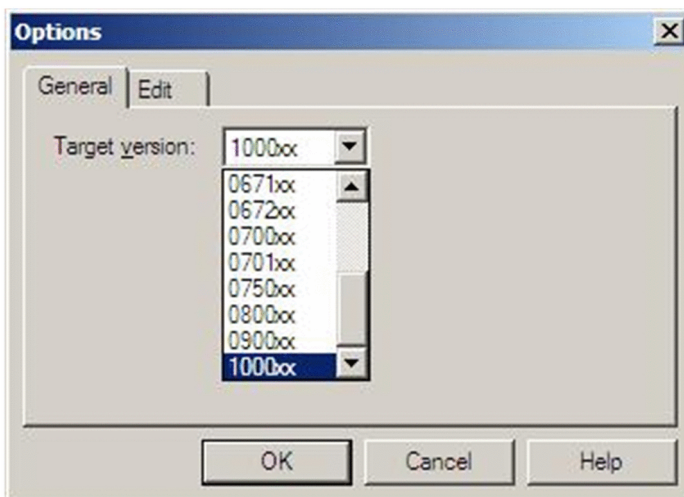 Options
General Edit
Target version: 1000xx
0671xx
0672xx
0700xx
0701xx
0750xx
0800xx
0900xx
1000xx
OK Cancel Help